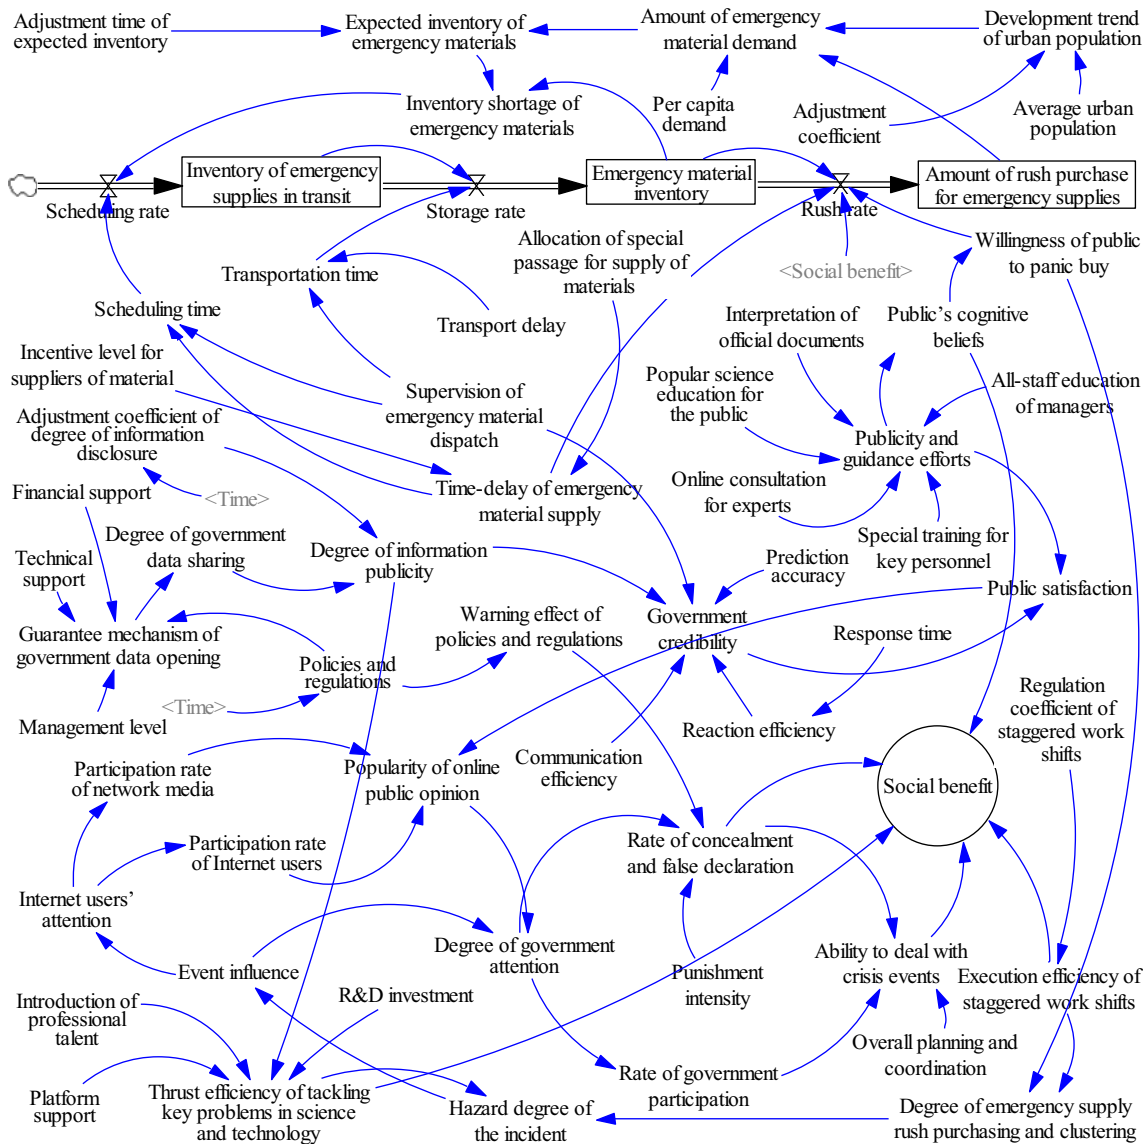 Adjustment time of
expected inventory
Expected inventory of
emergency materials
Amount of emergency
material demand
Development trend
of urban population
Inventory shortage of
emergency materials
Per capita
demand
Adjustment
coefficient
Average urban
population
Inventory of emergency
supplies in transit
Emergency material
inventory
Amount of rush purchase
for emergency supplies
Scheduling rate
Storage rate
Rush rate
Allocation of special
passage for supply of
materials
Willingness of public
to panic buy
Transportation time
<Social benefit>
Scheduling time
Transport delay
Interpretation of
official documents
Public's cognitive
beliefs
Incentive level for
suppliers of material
Supervision of
emergency material
dispatch
Popular science
education for
the public
All-staff education
of managers
Adjustment coefficient of
degree of information
disclosure
Publicity and
guidance efforts
Financial support
<Time>
Time-delay of emergency
material supply
Online consultation
for experts
Degree of government
data sharing
Special training for
key personnel
Technical
support
Degree of information
publicity
Prediction
accuracy
Public satisfaction
Guarantee mechanism of
government data opening
Warning effect of
policies and regulations
Government
credibility
Response time
Policies and
regulations
<Time>
Management level
Reaction efficiency
Regulation
coefficient of
staggered work
shifts
Communication
efficiency
Participation rate
of network media
Popularity of online
public opinion
Social benefit
Participation rate
of Internet users
Rate of concealment
and false declaration
Internet users'
attention
Degree of government
attention
Ability to deal with
crisis events
Event influence
Punishment
intensity
Execution efficiency of
staggered work shifts
Introduction of
professional
talent
R&D investment
Overall planning and
coordination
Platform
support
Thrust efficiency of tackling
key problems in science
and technology
Hazard degree of
the incident
Rate of government
participation
Degree of emergency supply
rush purchasing and clustering